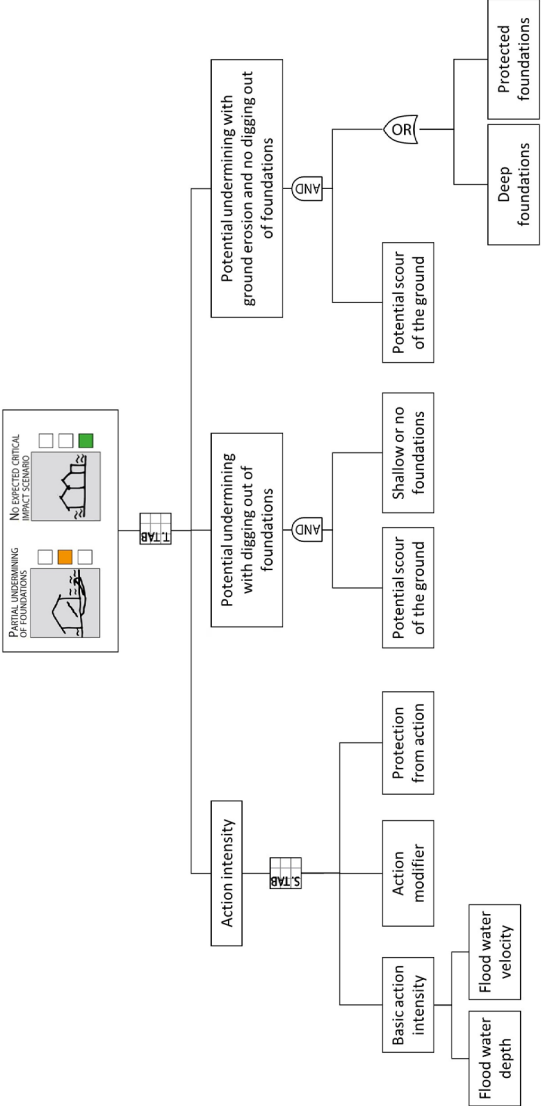 PARTIAL UNDERMINING
OF FOUNDATIONS
NO EXPECTED CRITICAL
IMPACT SCENARIO
T. TAB
Action intensity
Potential undermining
with digging out of
foundations
Potential undermining with
ground erosion and no digging out
of foundations
S. TAB
AND
AND
Basic action
intensity
Action
modifier
Protection
from action
Potential scour
of the ground
Shallow or no
foundations
Potential scour
of the ground
OR
Flood water
depth
Flood water
velocity
Deep
foundations
Protected
foundations